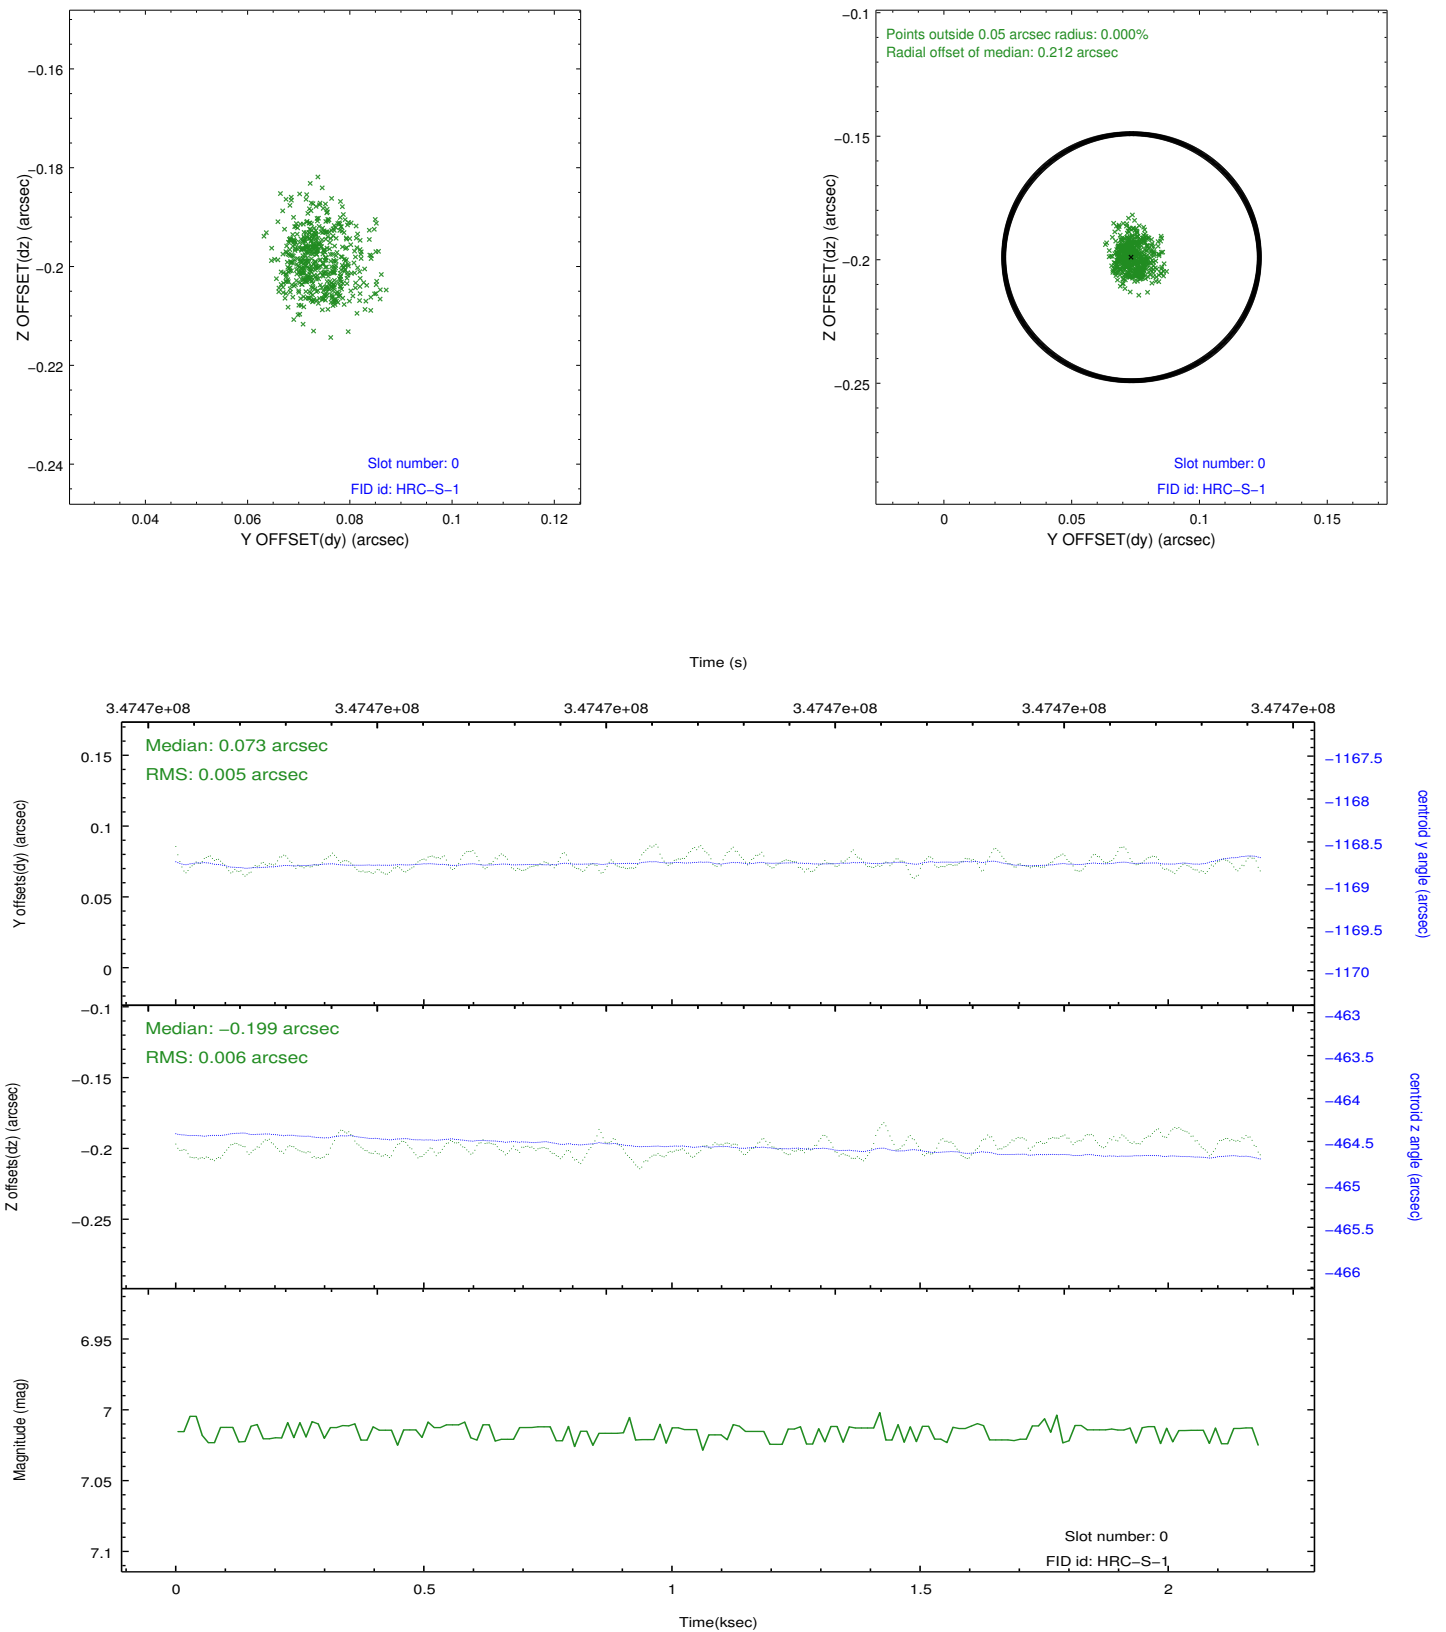 −0.16
−0.18
−0.2
−0.22
−0.24
Z OFFSET(dz) (arcsec)
Slot number: 0
FID id: HRC−S−1
0.04 0.06 0.08 0.1 0.12
Y OFFSET(dy) (arcsec)
−0.1
−0.15
−0.2
−0.25
Z OFFSET(dz) (arcsec)
Points outside 0.05 arcsec radius: 0.000%
Radial offset of median: 0.212 arcsec
Slot number: 0
FID id: HRC−S−1
0 0.05 0.1 0.15
Y OFFSET(dy) (arcsec)
Time (s)
3.4747e+08 3.4747e+08 3.4747e+08 3.4747e+08 3.4747e+08 3.4747e+08
Median: 0.073 arcsec
RMS: 0.005 arcsec
0.15
0.1
0.05
0
Y offsets(dy) (arcsec)
−1167.5
−1168
−1168.5
−1169
−1169.5
−1170
centroid y angle (arcsec)
Median: −0.199 arcsec
RMS: 0.006 arcsec
−0.1
−0.15
−0.2
−0.25
Z offsets(dz) (arcsec)
−463
−463.5
−464
−464.5
−465
−465.5
−466
centroid z angle (arcsec)
6.95
7
7.05
7.1
Magnitude (mag)
Slot number: 0
FID id: HRC−S−1
0 0.5 1 1.5 2
Time(ksec)